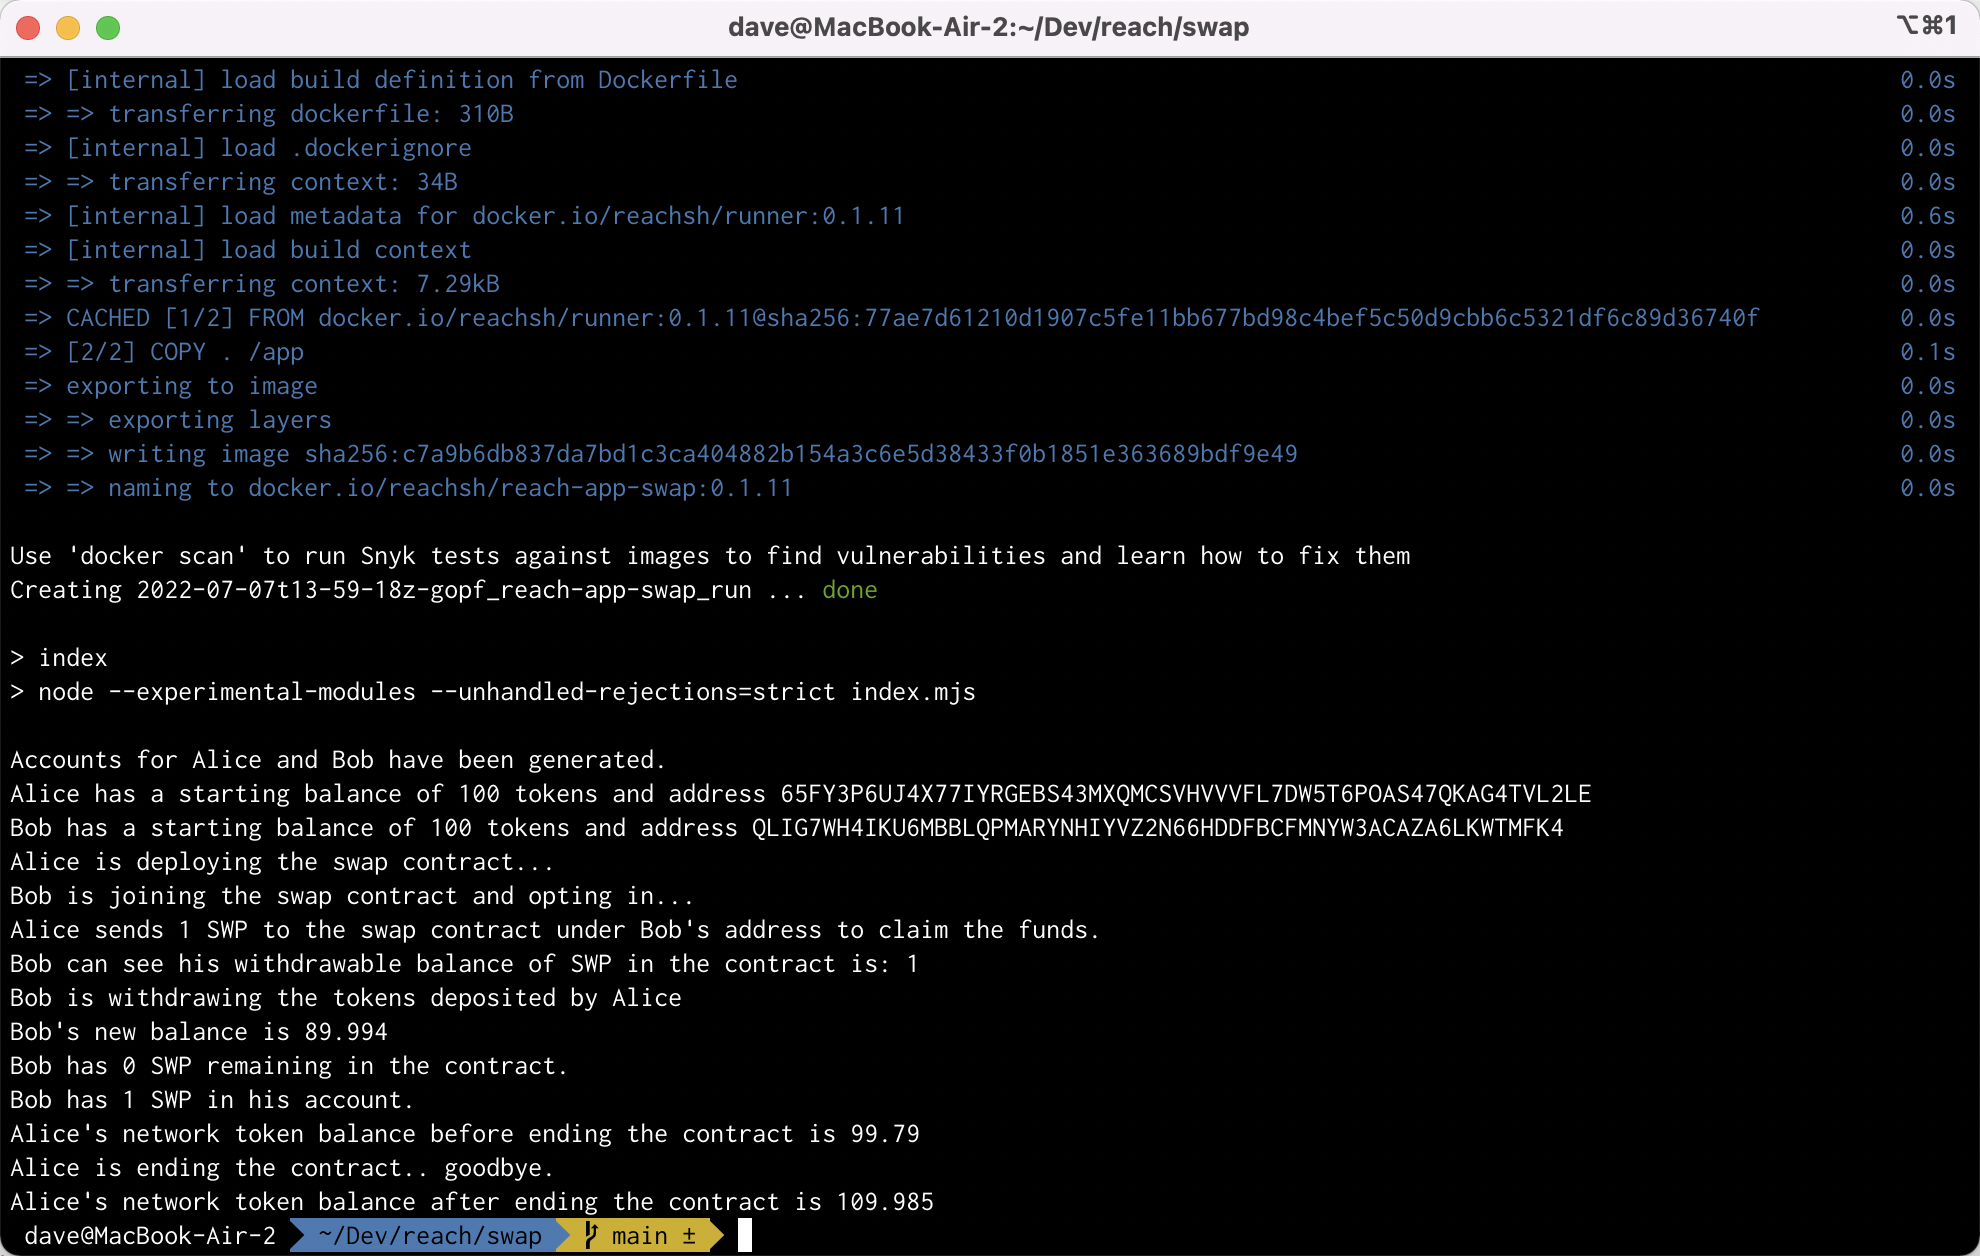 dave@MacBook-Air-2:~/Dev/reach/swap ⌥⌘1
=> [internal] load build definition from Dockerfile 0.0s
=> => transferring dockerfile: 310B 0.0s
=> [internal] load .dockerignore 0.0s
=> => transferring context: 34B 0.0s
=> [internal] load metadata for docker.io/reachsh/runner:0.1.11 0.6s
=> [internal] load build context 0.0s
=> => transferring context: 7.29kB 0.0s
=> CACHED [1/2] FROM docker.io/reachsh/runner:0.1.11@sha256:77ae7d61210d1907c5fe11bb677bd98c4bef5c50d9cbb6c5321df6c89d36740f 0.0s
=> [2/2] COPY . /app 0.1s
=> exporting to image 0.0s
=> => exporting layers 0.0s
=> => writing image sha256:c7a9b6db837da7bd1c3ca404882b154a3c6e5d38433f0b1851e363689bdf9e49 0.0s
=> => naming to docker.io/reachsh/reach-app-swap:0.1.11 0.0s
Use 'docker scan' to run Snyk tests against images to find vulnerabilities and learn how to fix them
Creating 2022-07-07t13-59-18z-gopf_reach-app-swap_run ... done
> index
> node --experimental-modules --unhandled-rejections=strict index.mjs
Accounts for Alice and Bob have been generated.
Alice has a starting balance of 100 tokens and address 65FY3P6UJ4X77IYRGEBS43MXQMCSVHVVVFL7DW5T6POAS47QKAG4TVL2LE
Bob has a starting balance of 100 tokens and address QLIG7WH4IKU6MBBLQPMARYNHIYVZ2N66HDDFBCFMNYW3ACAZA6LKWTMFK4
Alice is deploying the swap contract...
Bob is joining the swap contract and opting in...
Alice sends 1 SWP to the swap contract under Bob's address to claim the funds.
Bob can see his withdrawable balance of SWP in the contract is: 1
Bob is withdrawing the tokens deposited by Alice
Bob's new balance is 89.994
Bob has 0 SWP remaining in the contract.
Bob has 1 SWP in his account.
Alice's network token balance before ending the contract is 99.79
Alice is ending the contract.. goodbye.
Alice's network token balance after ending the contract is 109.985
dave@MacBook-Air-2 ~/Dev/reach/swap main ±